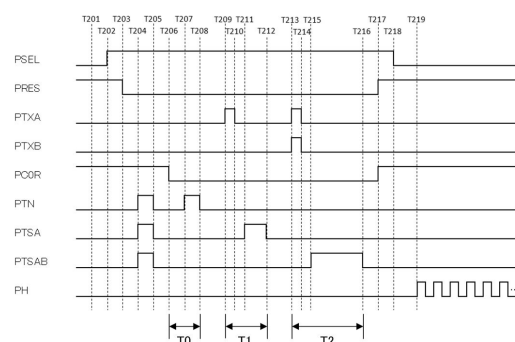 T201 T203 T205 T207 T209 T211 T213 T215 T217 T219
T202 T204 T206 T208 T210 T212 T214 T216 T218
PSEL
PRES
PTXA
PTXB
PC0R
PTN
PTSA
PTSAB
PH
T0 T1 T2